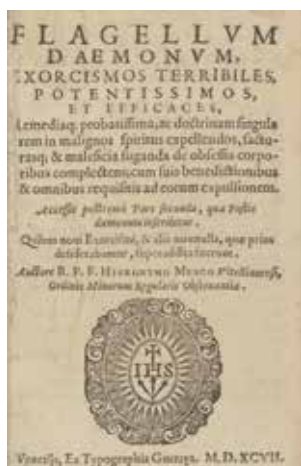 FLAGELLVM
DAEMONVM,
EXORCISMOS TERRIBILES,
POTENTISSIMOS,
ET EFFICACES,
Remediaq. probatissima, ac doctrinam singula
rem in malignos spiritus expellendos, factu-
rasq; & maleficia fuganda de obsessis corpo-
ribus complectens, cum suis benedictionibus
& omnibus requisitis ad eorum expulsionem.
Accessit postremò Pars secunda, quæ Fustis
dæmonum inscribitur.
Quibus noui Exorcismi, & alia nonnulla, quæ prius
desiderabantur, superaddita fuerunt.
Auctore R. P. F. HIERONYMO MENGO Vitellianensi,
Ordinis Minorum Regularis Obseruantiæ.
IHS
Venetijs, Ex Typographia Guerræa. M.D.XCVII.